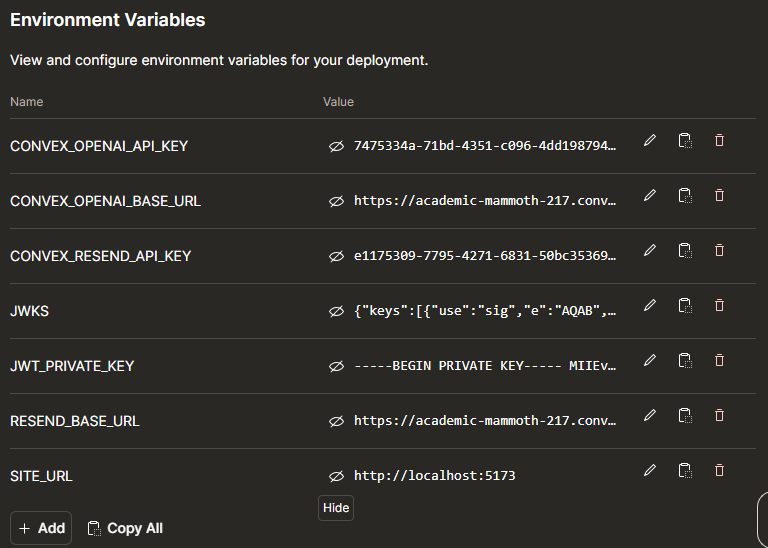 Environment Variables
View and configure environment variables for your deployment.
Name Value
CONVEX_OPENAI_API_KEY 7475334a-71bd-4351-c096-4dd198794…
CONVEX_OPENAI_BASE_URL https://academic-mammoth-217.conv…
CONVEX_RESEND_API_KEY e1175309-7795-4271-6831-50bc35369…
JWKS {"keys":[{"use":"sig","e":"AQAB",…
JWT_PRIVATE_KEY -----BEGIN PRIVATE KEY----- MIIEv…
RESEND_BASE_URL https://academic-mammoth-217.conv…
SITE_URL http://localhost:5173
Hide
+ Add Copy All